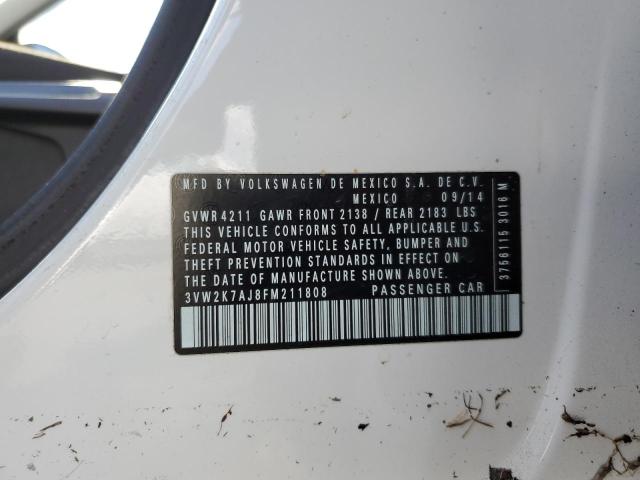 MFD BY VOLKSWAGEN DE MEXICO S.A. DE C.V.
MEXICO 09/14
GVWR 4211 GAWR FRONT 2138 / REAR 2183 LBS
THIS VEHICLE CONFORMS TO ALL APPLICABLE U.S.
FEDERAL MOTOR VEHICLE SAFETY, BUMPER AND
THEFT PREVENTION STANDARDS IN EFFECT ON
THE DATE OF MANUFACTURE SHOWN ABOVE.
3VW2K7AJ8FM211808 PASSENGER CAR
3756115 3016 M